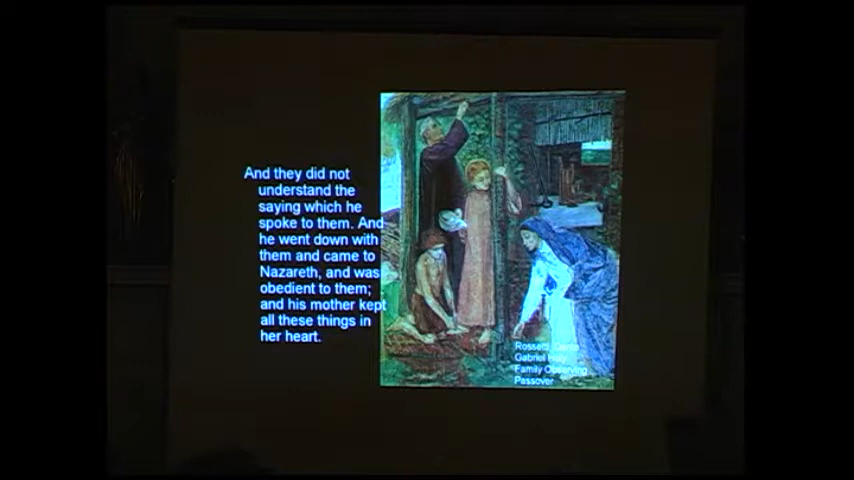 And they did not
understand the
saying which he
spoke to them. And
he went down with
them and came to
Nazareth, and was
obedient to them;
and his mother kept
all these things in
her heart.
Rossetti, Dante
Gabriel Holy
Family Observing
Passover